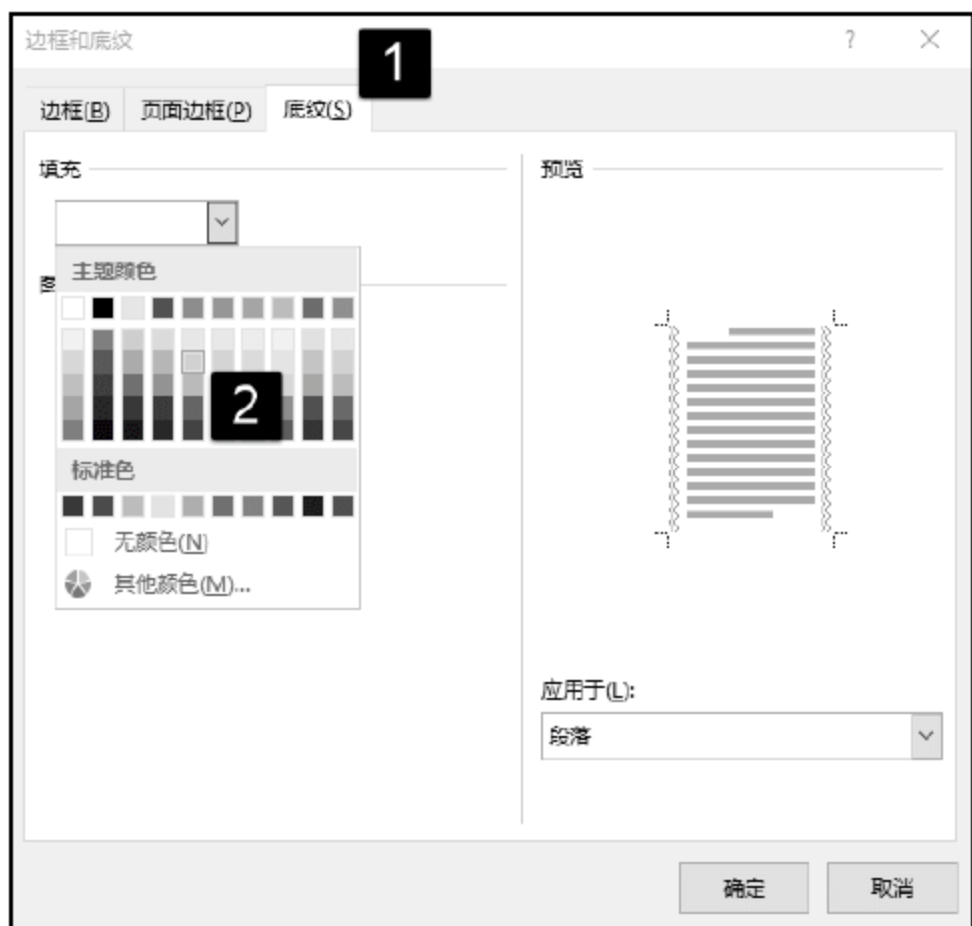 边框和底纹 ? ×
1
边框(B) 页面边框(P) 底纹(S)
填充
预览
主题颜色
2
标准色
无颜色(N)
其他颜色(M)...
应用于(L):
段落
确定 取消